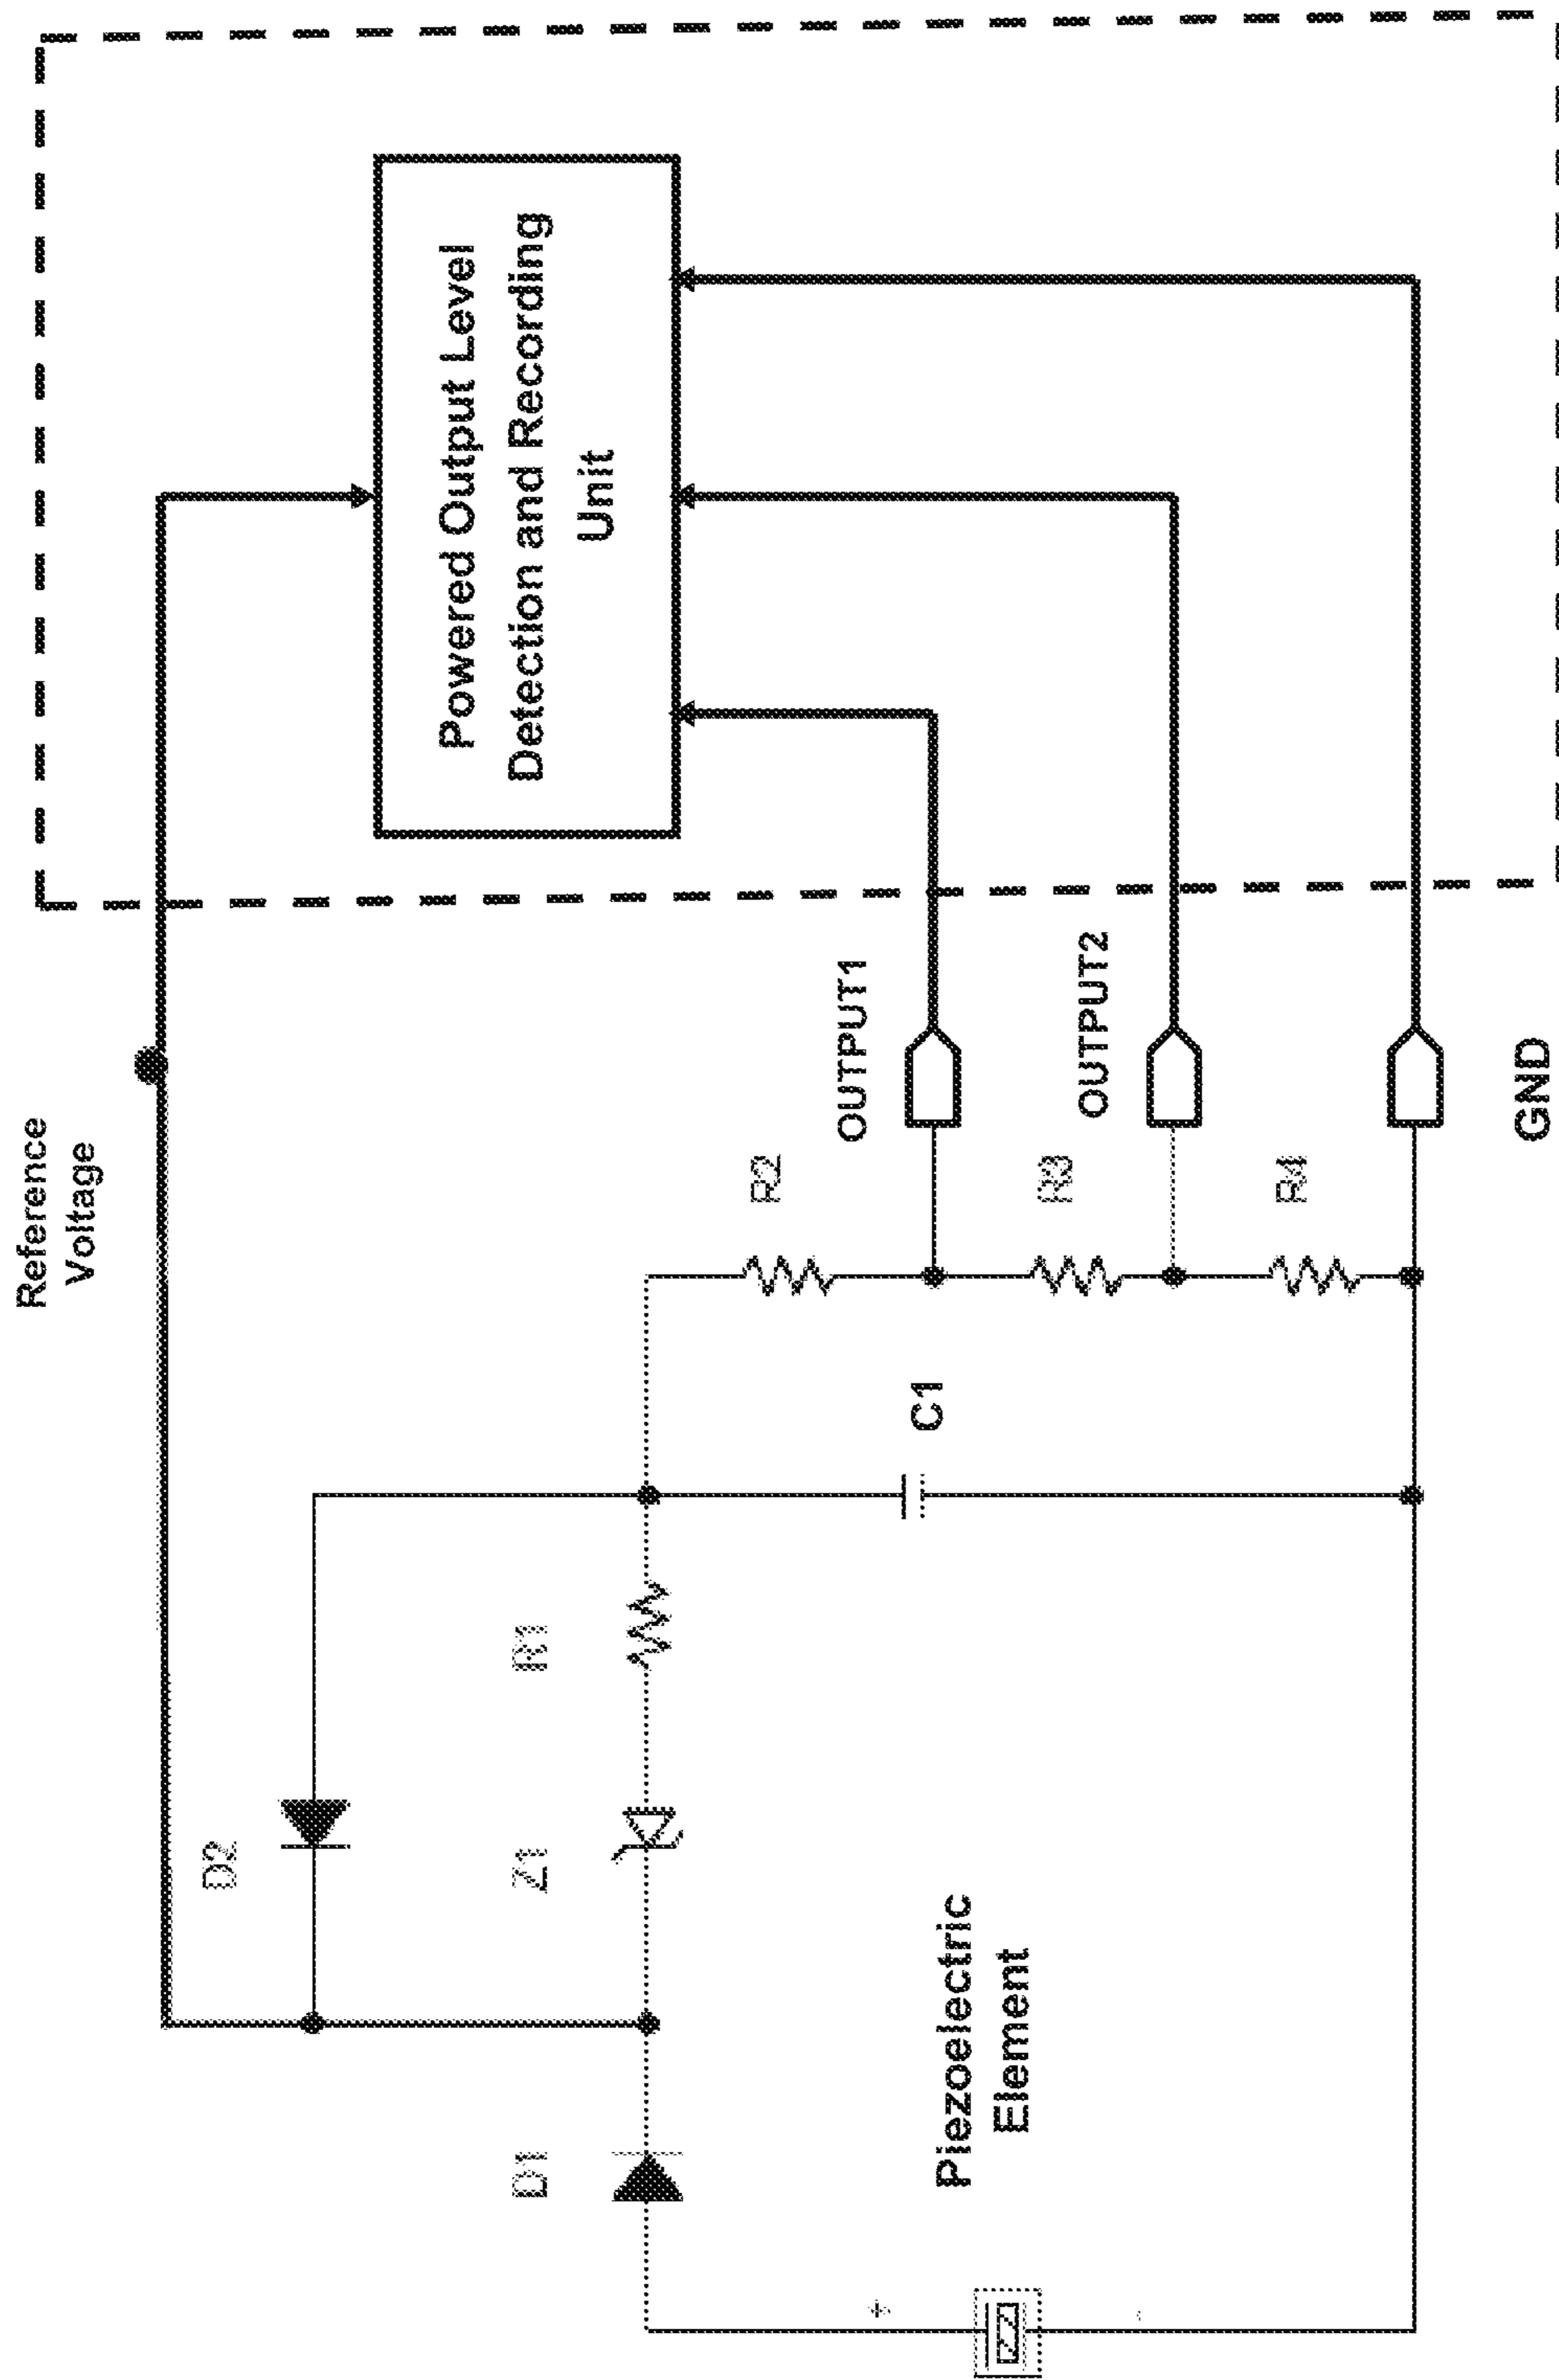 Reference
Voltage
Powered Output Level
Detection and Recording
Unit
D2
D1
Z1
R1
C1
R2
R3
R4
OUTPUT1
OUTPUT2
GND
Piezoelectric
Element
+
-